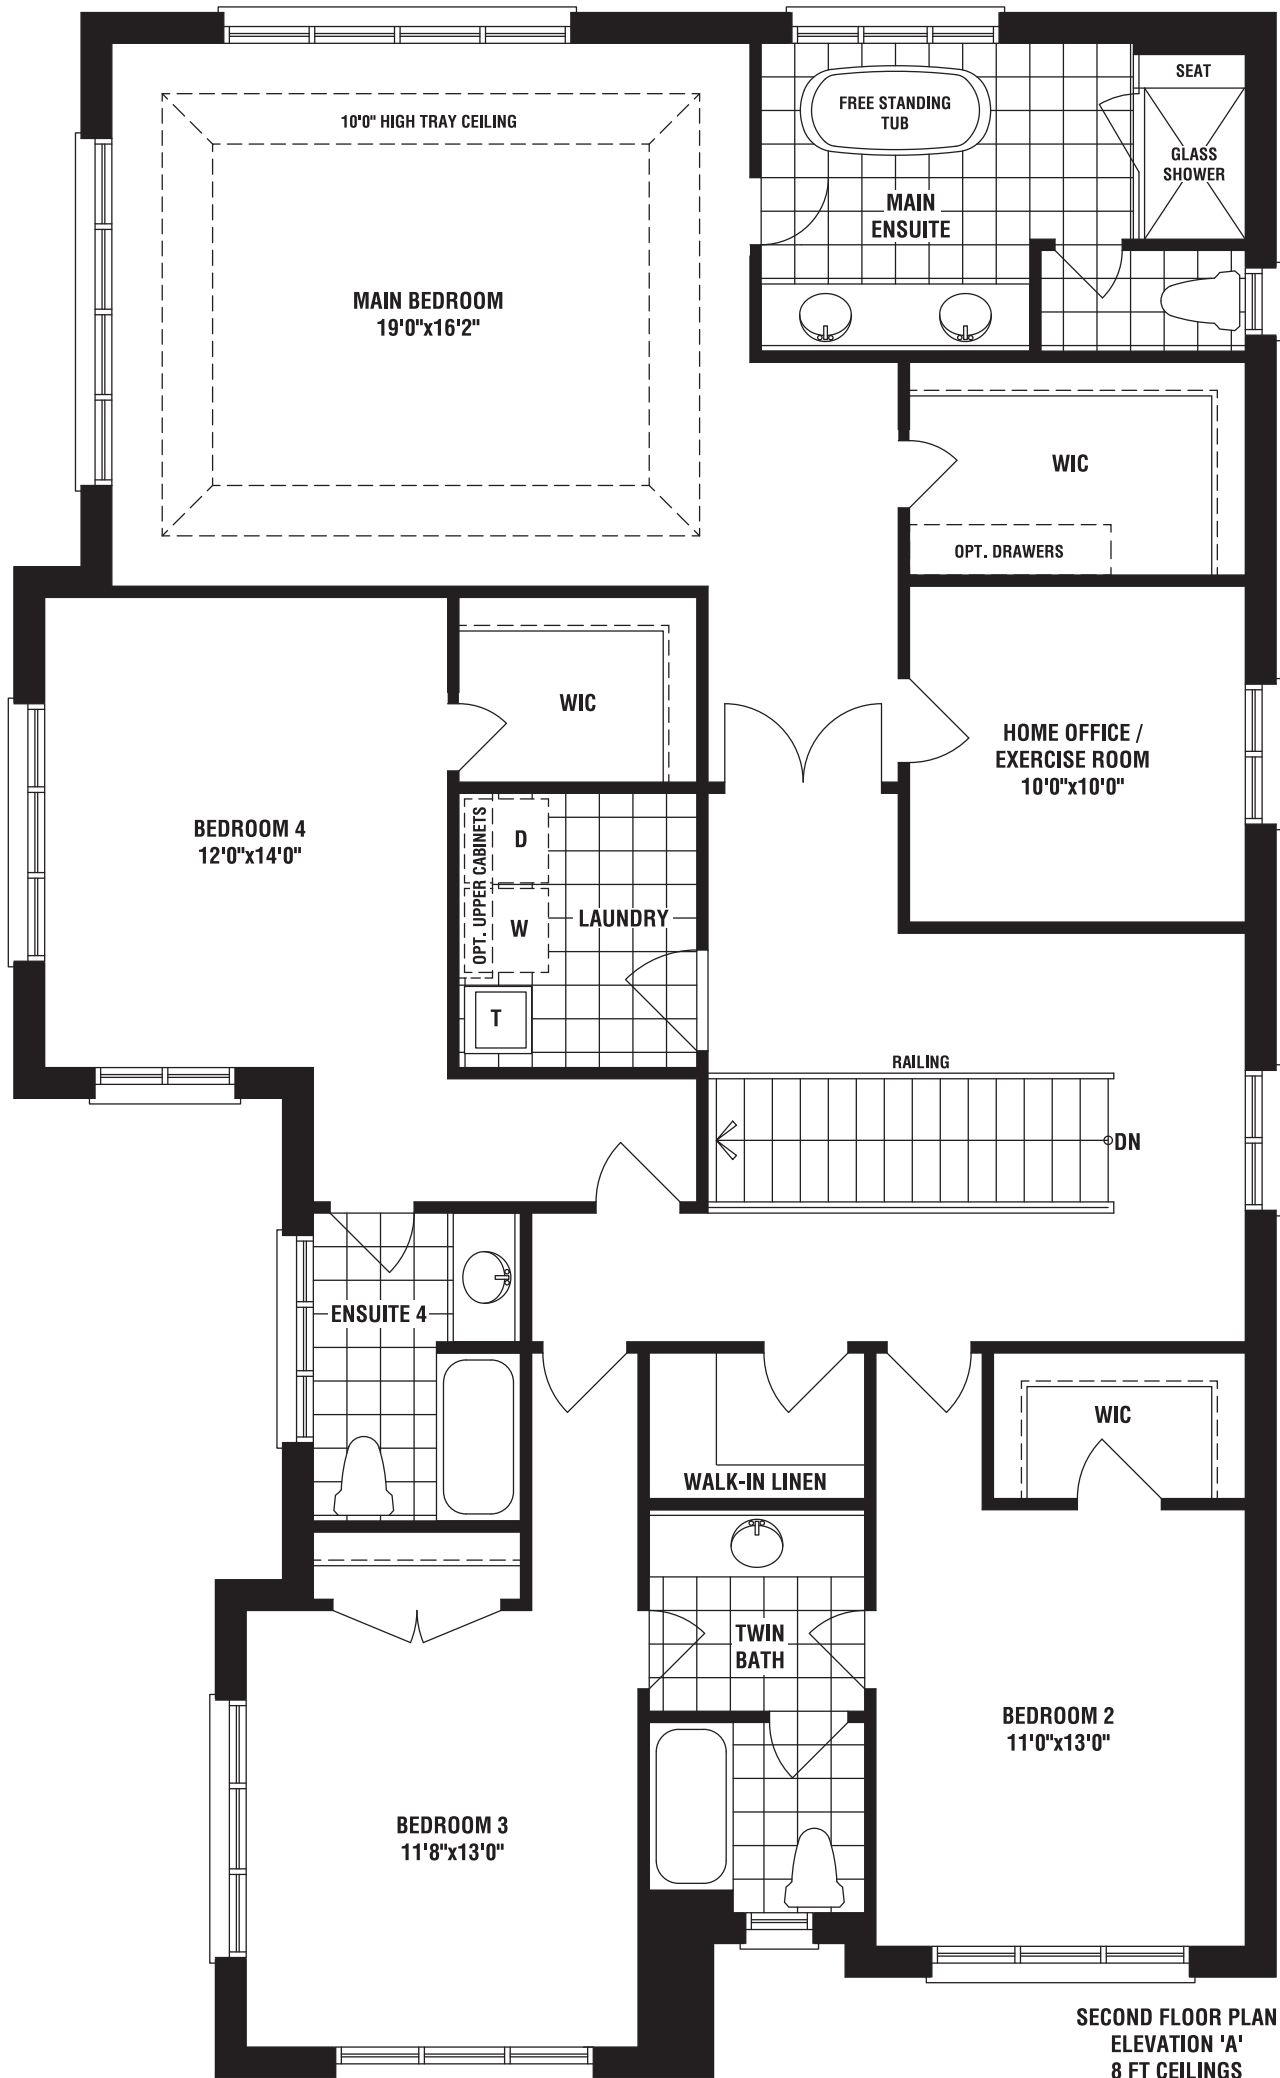 10'0" HIGH TRAY CEILING
MAIN BEDROOM
19'0"x16'2"
FREE STANDING
TUB
SEAT
GLASS
SHOWER
MAIN
ENSUITE
WIC
OPT. DRAWERS
WIC
HOME OFFICE /
EXERCISE ROOM
10'0"x10'0"
BEDROOM 4
12'0"x14'0"
OPT. UPPER CABINETS
D
W
LAUNDRY
T
RAILING
DN
ENSUITE 4
WALK-IN LINEN
WIC
TWIN
BATH
BEDROOM 2
11'0"x13'0"
BEDROOM 3
11'8"x13'0"
SECOND FLOOR PLAN
ELEVATION 'A'
8 FT CEILINGS